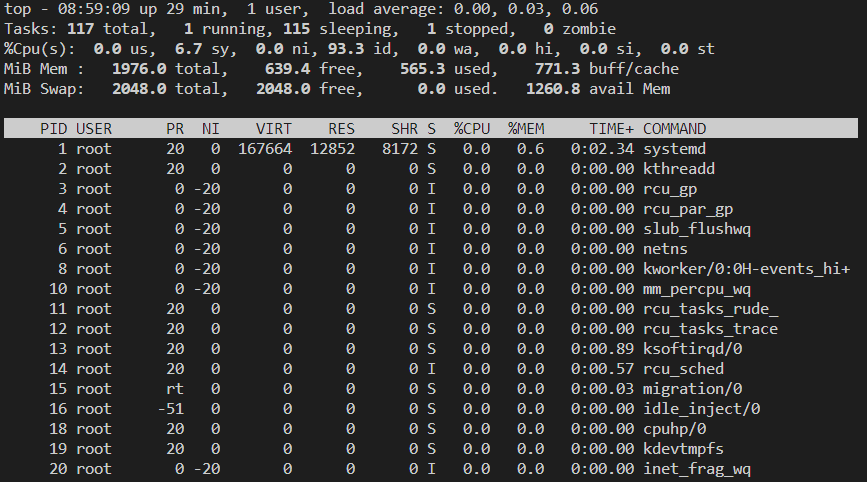 top - 08:59:09 up 29 min,  1 user,  load average: 0.00, 0.03, 0.06
Tasks: 117 total,   1 running, 115 sleeping,   1 stopped,   0 zombie
%Cpu(s):  0.0 us,  6.7 sy,  0.0 ni, 93.3 id,  0.0 wa,  0.0 hi,  0.0 si,  0.0 st
MiB Mem :   1976.0 total,    639.4 free,    565.3 used,    771.3 buff/cache
MiB Swap:   2048.0 total,   2048.0 free,      0.0 used.   1260.8 avail Mem
PID USER      PR  NI    VIRT    RES    SHR S  %CPU  %MEM     TIME+ COMMAND
1 root      20   0  167664  12852   8172 S   0.0   0.6   0:02.34 systemd
2 root      20   0       0      0      0 S   0.0   0.0   0:00.00 kthreadd
3 root       0 -20       0      0      0 I   0.0   0.0   0:00.00 rcu_gp
4 root       0 -20       0      0      0 I   0.0   0.0   0:00.00 rcu_par_gp
5 root       0 -20       0      0      0 I   0.0   0.0   0:00.00 slub_flushwq
6 root       0 -20       0      0      0 I   0.0   0.0   0:00.00 netns
8 root       0 -20       0      0      0 I   0.0   0.0   0:00.00 kworker/0:0H-events_hi+
10 root       0 -20       0      0      0 I   0.0   0.0   0:00.00 mm_percpu_wq
11 root      20   0       0      0      0 S   0.0   0.0   0:00.00 rcu_tasks_rude_
12 root      20   0       0      0      0 S   0.0   0.0   0:00.00 rcu_tasks_trace
13 root      20   0       0      0      0 S   0.0   0.0   0:00.89 ksoftirqd/0
14 root      20   0       0      0      0 I   0.0   0.0   0:00.57 rcu_sched
15 root      rt   0       0      0      0 S   0.0   0.0   0:00.03 migration/0
16 root     -51   0       0      0      0 S   0.0   0.0   0:00.00 idle_inject/0
18 root      20   0       0      0      0 S   0.0   0.0   0:00.00 cpuhp/0
19 root      20   0       0      0      0 S   0.0   0.0   0:00.00 kdevtmpfs
20 root       0 -20       0      0      0 I   0.0   0.0   0:00.00 inet_frag_wq